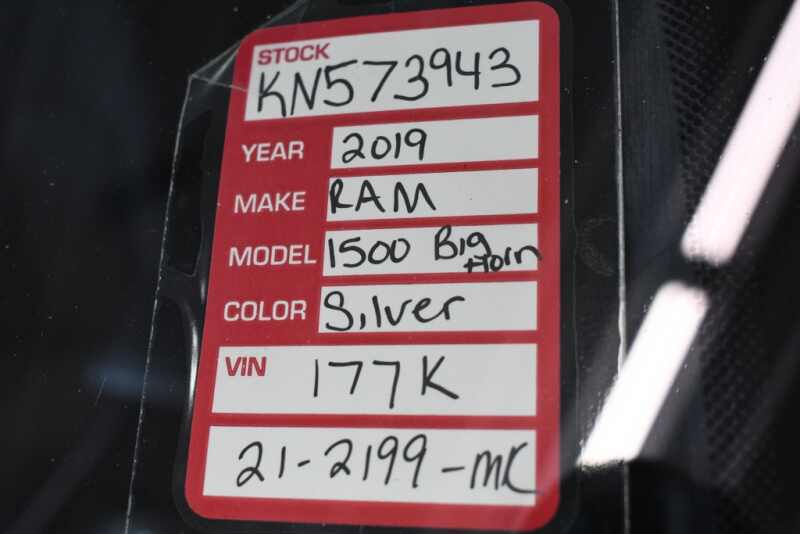 STOCK
KN573943
YEAR 2019
MAKE RAM
MODEL 1500 Big Horn
COLOR Silver
VIN 177K
21-2199-MC